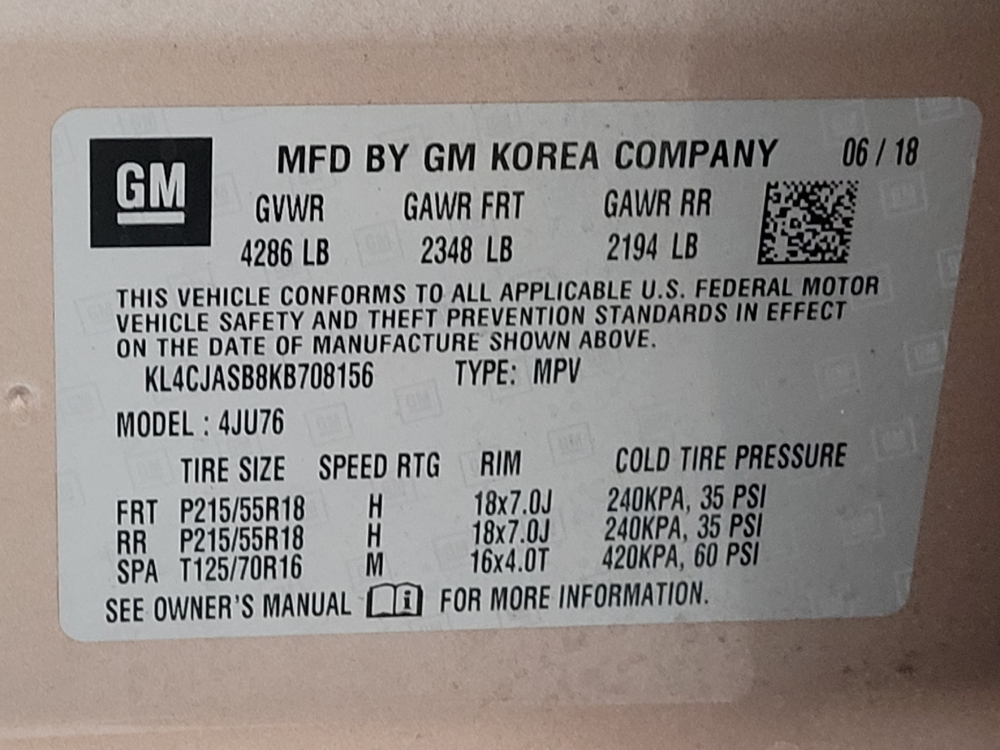 GM
MFD BY GM KOREA COMPANY 06 / 18
GVWR GAWR FRT GAWR RR
4286 LB 2348 LB 2194 LB
THIS VEHICLE CONFORMS TO ALL APPLICABLE U.S. FEDERAL MOTOR
VEHICLE SAFETY AND THEFT PREVENTION STANDARDS IN EFFECT
ON THE DATE OF MANUFACTURE SHOWN ABOVE.
KL4CJASB8KB708156 TYPE: MPV
MODEL : 4JU76
TIRE SIZE SPEED RTG RIM COLD TIRE PRESSURE
FRT P215/55R18 H 18x7.0J 240KPA, 35 PSI
RR P215/55R18 H 18x7.0J 240KPA, 35 PSI
SPA T125/70R16 M 16x4.0T 420KPA, 60 PSI
SEE OWNER'S MANUAL i FOR MORE INFORMATION.